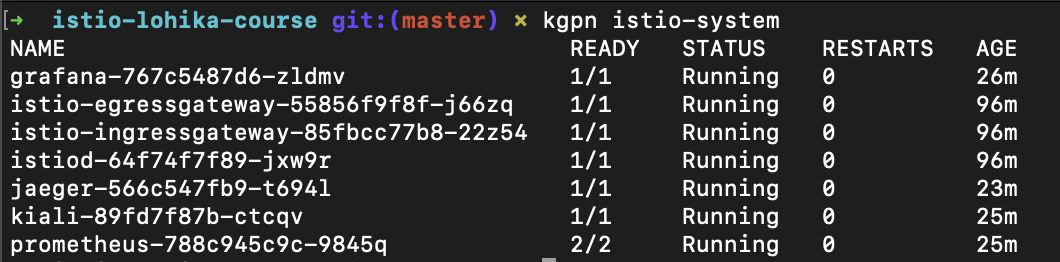 [➜  istio-lohika-course git:(master) ✗ kgpn istio-system
NAME                                    READY   STATUS    RESTARTS   AGE
grafana-767c5487d6-zldmv                1/1     Running   0          26m
istio-egressgateway-55856f9f8f-j66zq    1/1     Running   0          96m
istio-ingressgateway-85fbcc77b8-22z54   1/1     Running   0          96m
istiod-64f74f7f89-jxw9r                 1/1     Running   0          96m
jaeger-566c547fb9-t694l                 1/1     Running   0          23m
kiali-89fd7f87b-ctcqv                   1/1     Running   0          25m
prometheus-788c945c9c-9845q             2/2     Running   0          25m